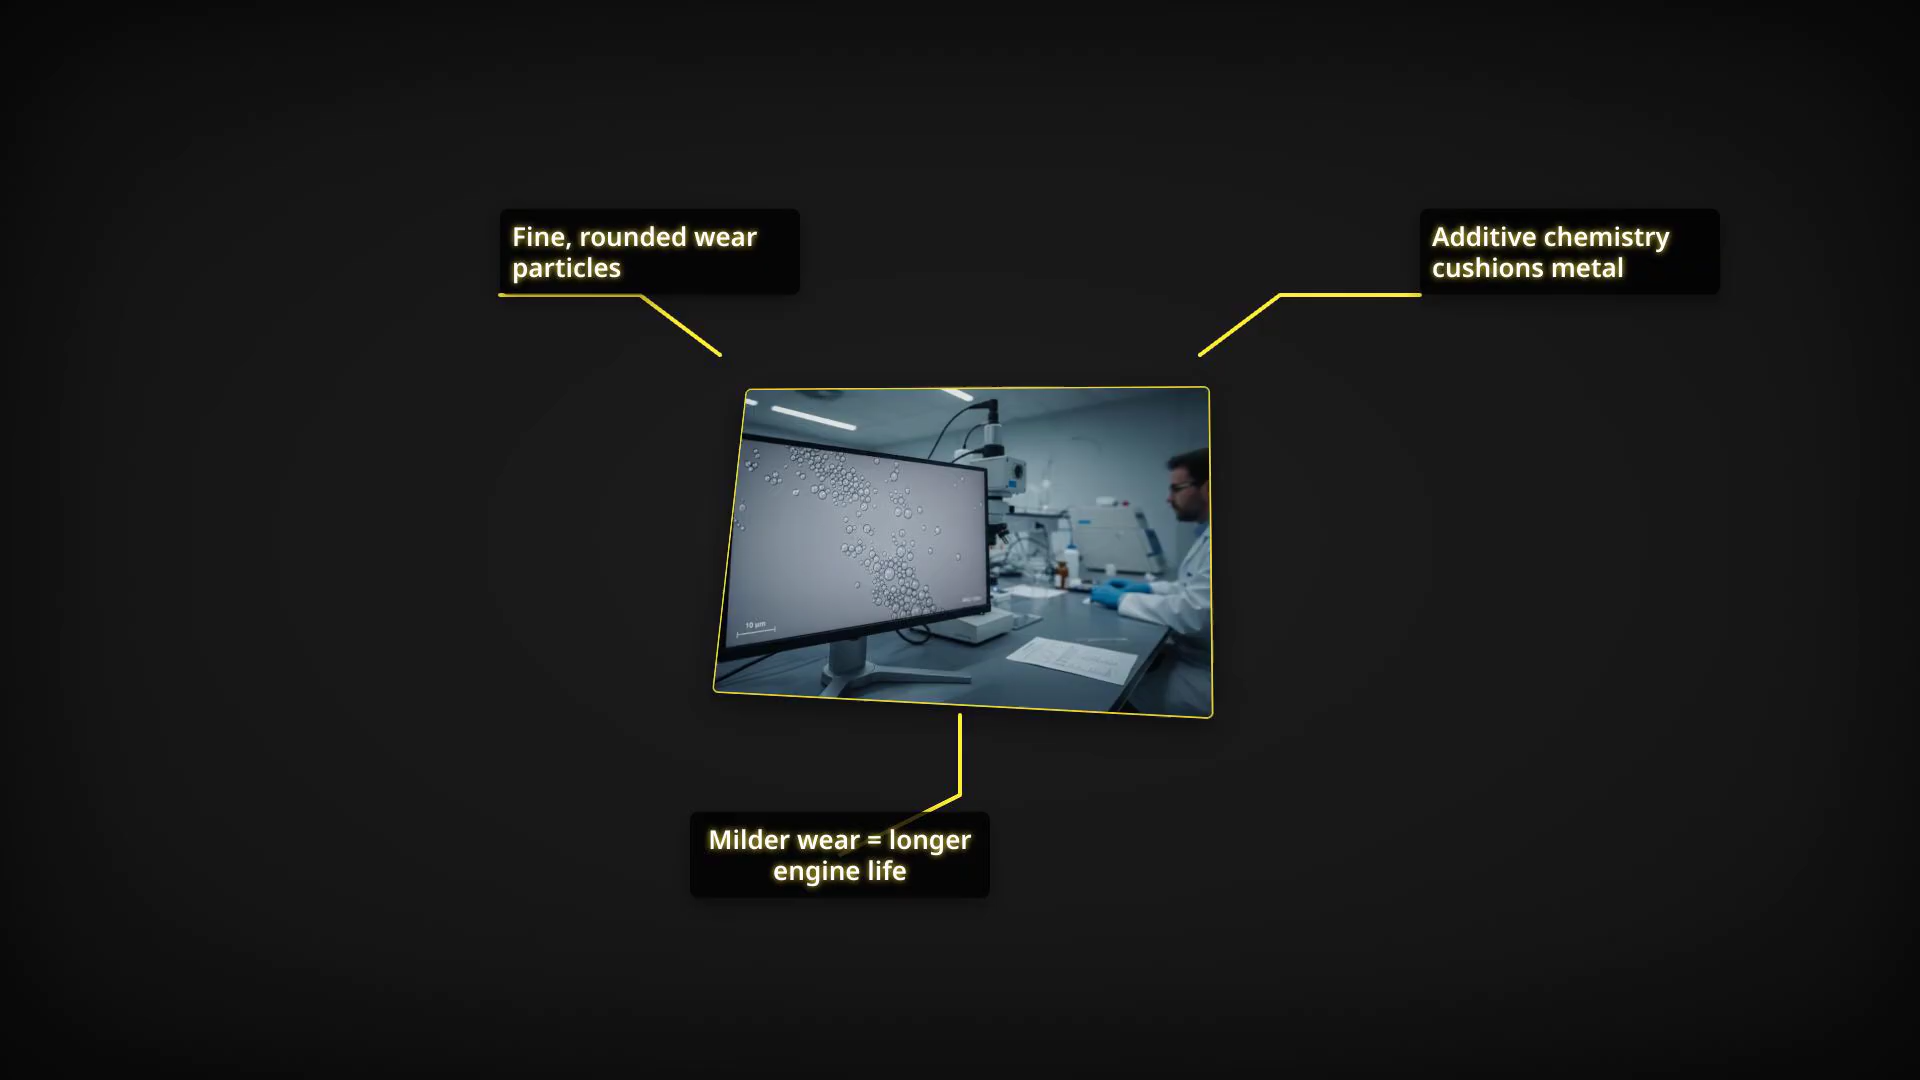 Fine, rounded wear
particles
Additive chemistry
cushions metal
10 µm
Milder wear = longer
engine life